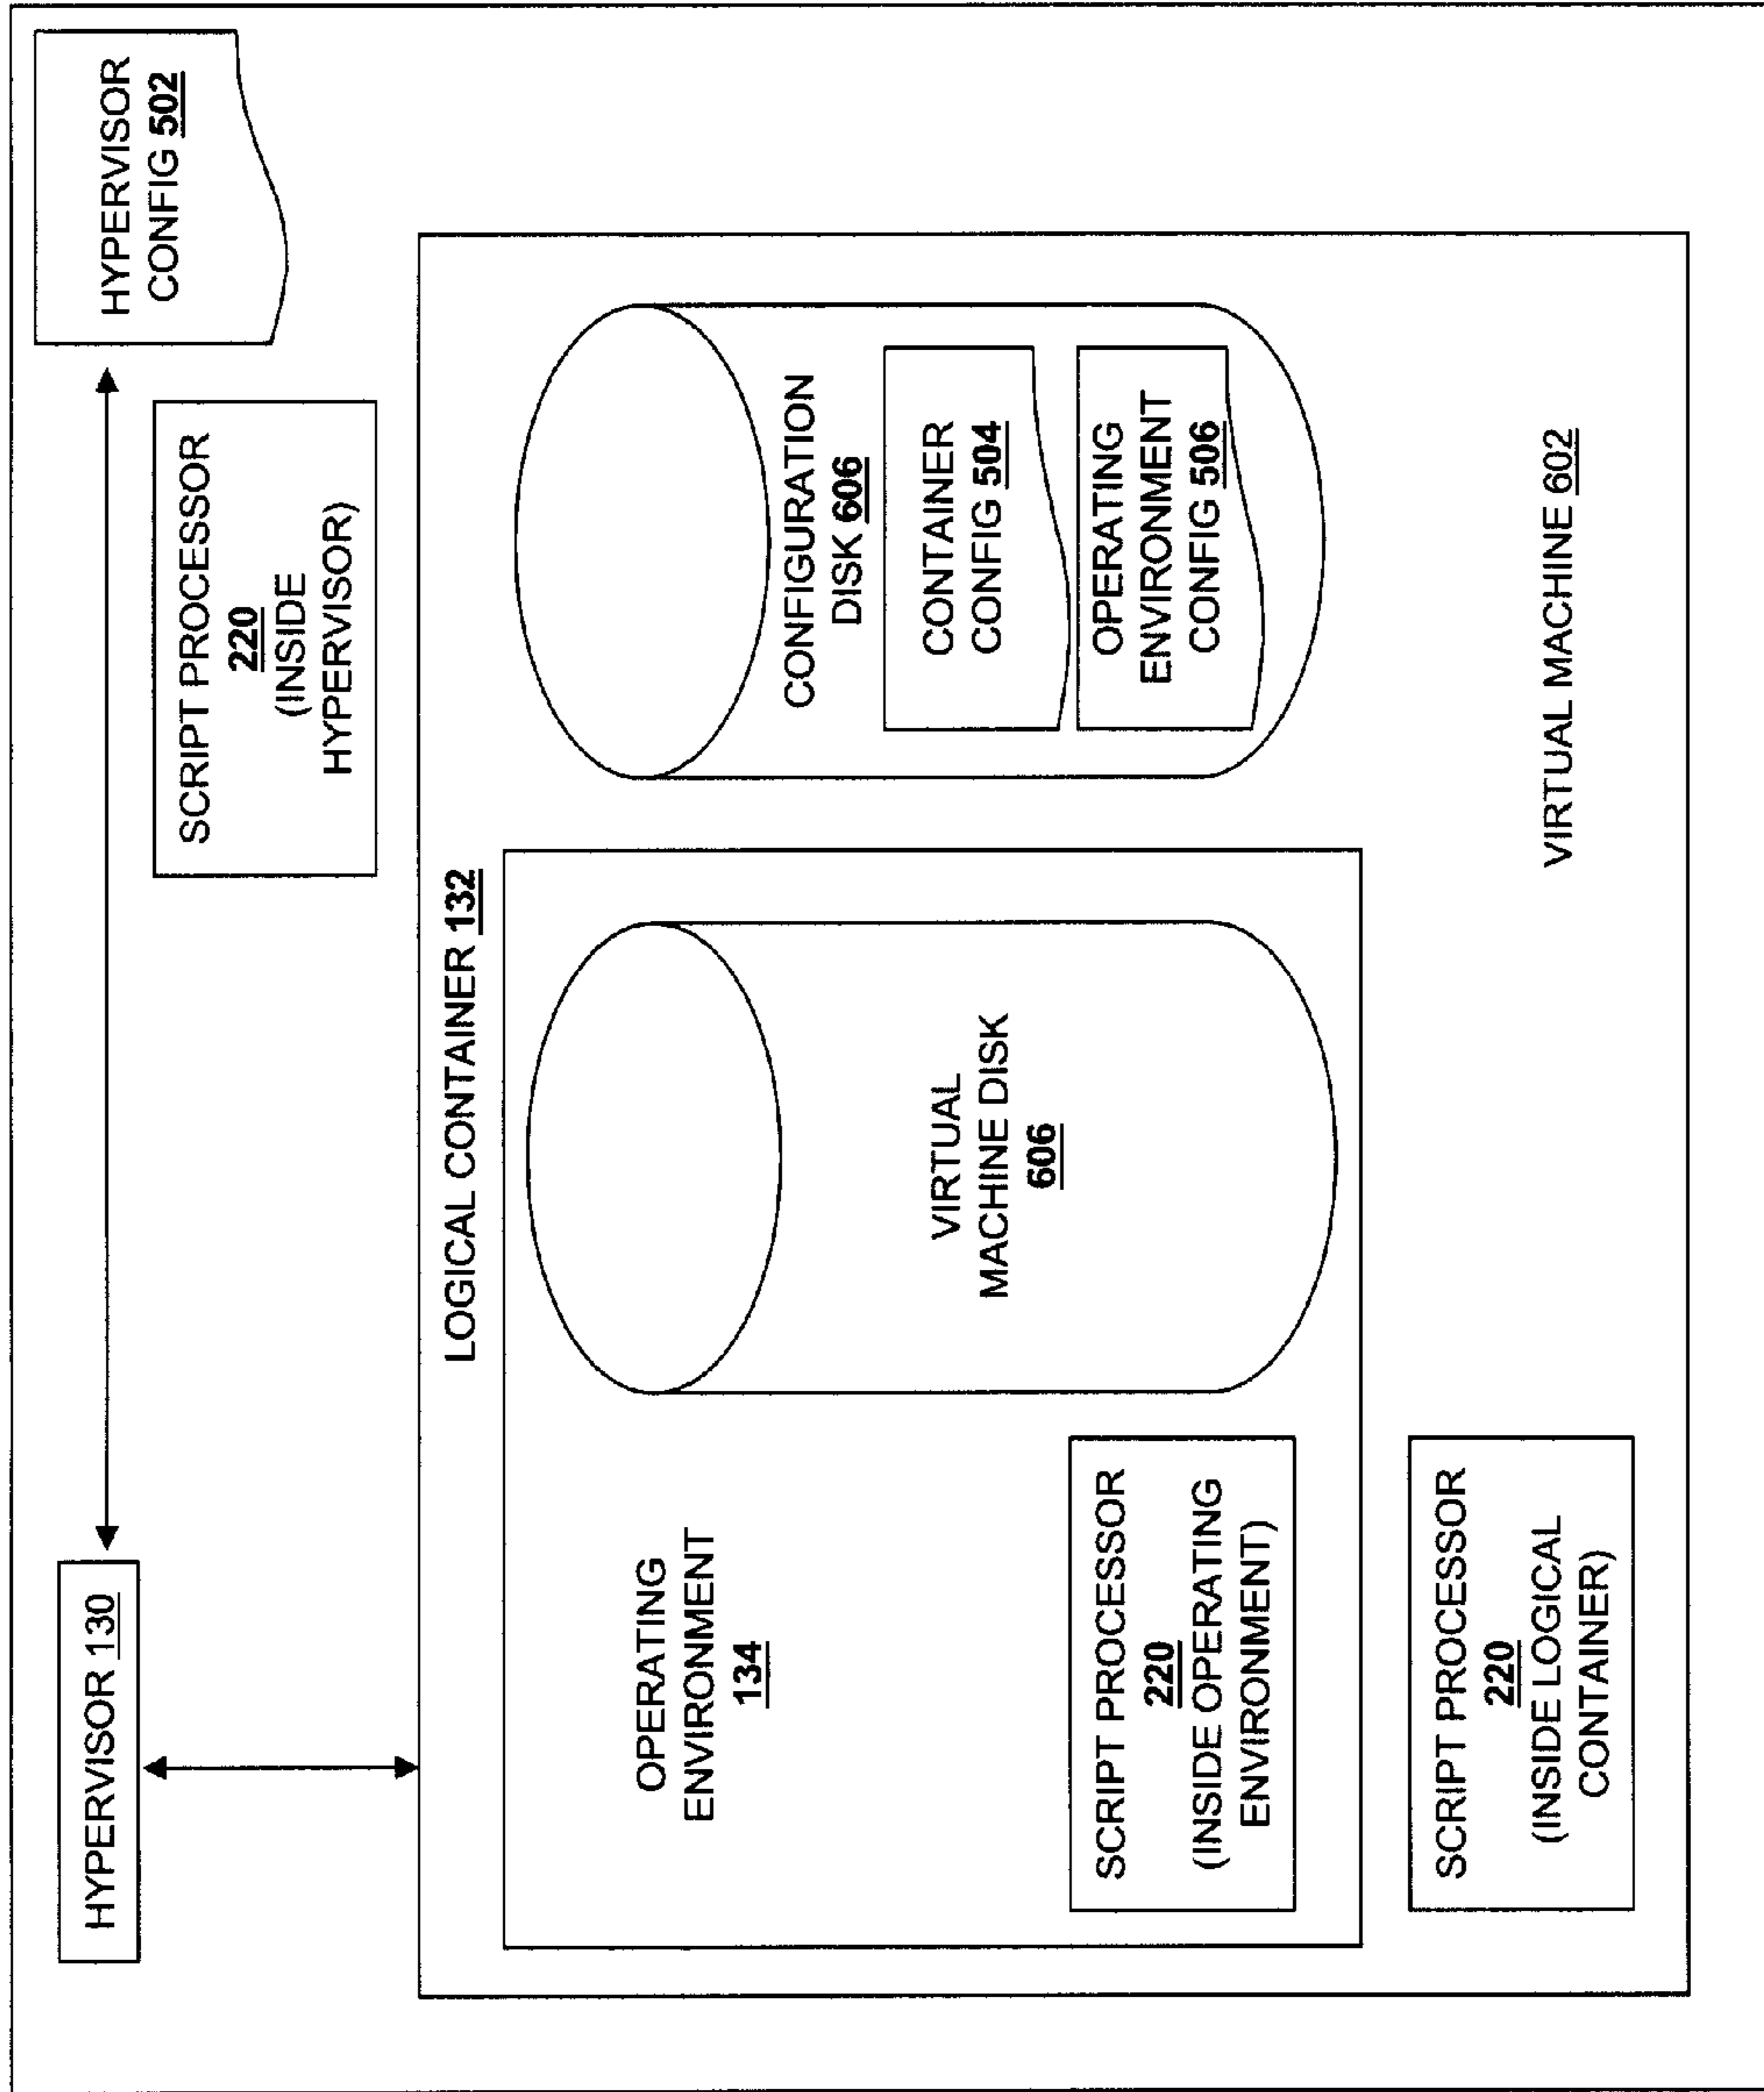 HYPERVISOR 130
HYPERVISOR
CONFIG 502
SCRIPT PROCESSOR
220
(INSIDE
HYPERVISOR)
LOGICAL CONTAINER 132
OPERATING
ENVIRONMENT
134
VIRTUAL
MACHINE DISK
606
SCRIPT PROCESSOR
220
(INSIDE OPERATING
ENVIRONMENT)
CONFIGURATION
DISK 606
CONTAINER
CONFIG 504
OPERATING
ENVIRONMENT
CONFIG 506
SCRIPT PROCESSOR
220
(INSIDE LOGICAL
CONTAINER)
VIRTUAL MACHINE 602